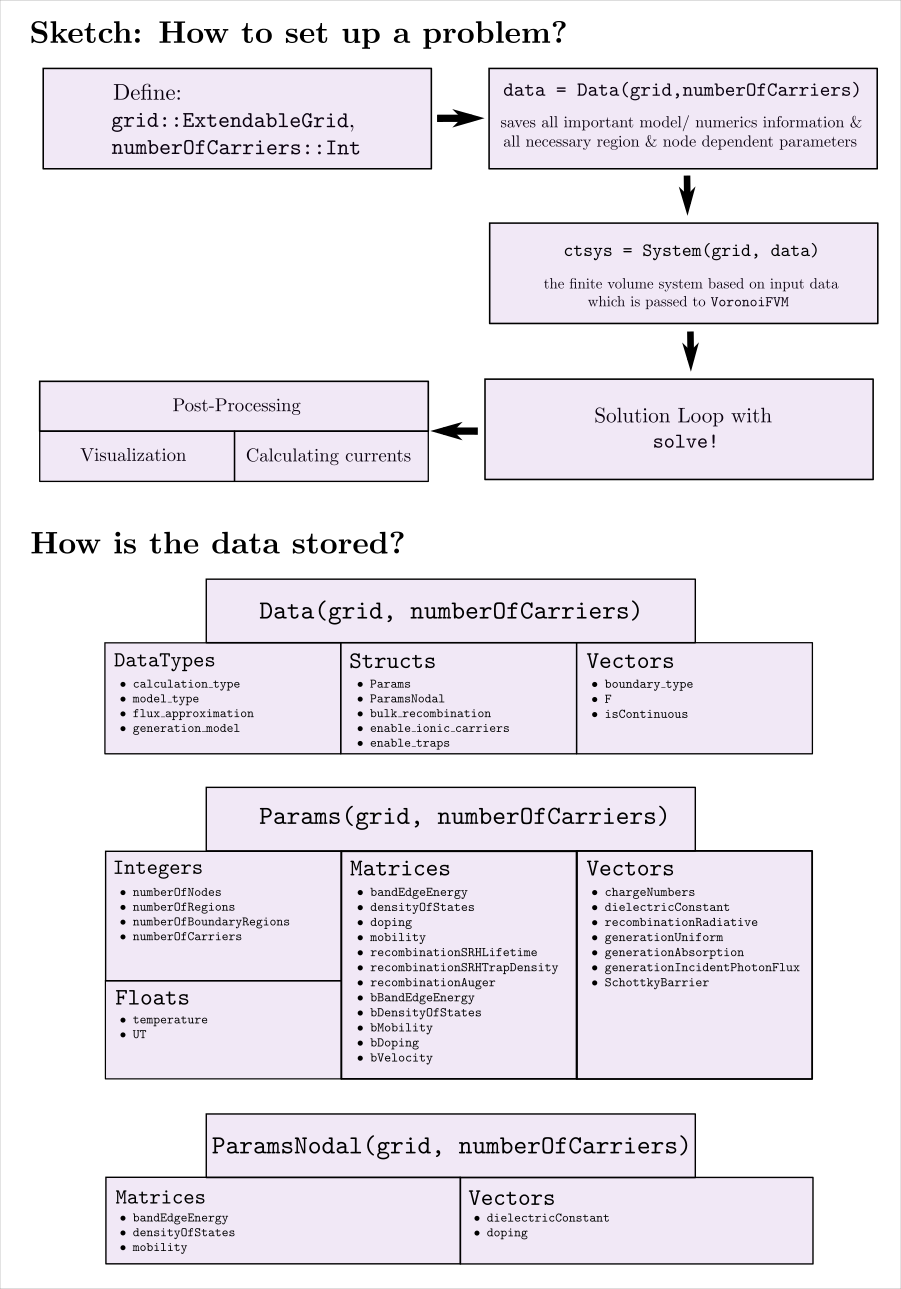 Sketch: How to set up a problem?
Define:
grid::ExtendableGrid,
numberOfCarriers::Int
data = Data(grid,numberOfCarriers)
saves all important model/ numerics information &
all necessary region & node dependent parameters
ctsys = System(grid, data)
the finite volume system based on input data
which is passed to VoronoiFVM
Solution Loop with
solve!
Post-Processing
Visualization
Calculating currents
How is the data stored?
Data(grid, numberOfCarriers)
DataTypes
• calculation_type
• model_type
• flux_approximation
• generation_model
Structs
• Params
• ParamsNodal
• bulk_recombination
• enable_ionic_carriers
• enable_traps
Vectors
• boundary_type
• F
• isContinuous
Params(grid, numberOfCarriers)
Integers
• numberOfNodes
• numberOfRegions
• numberOfBoundaryRegions
• numberOfCarriers
Floats
• temperature
• UT
Matrices
• bandEdgeEnergy
• densityOfStates
• doping
• mobility
• recombinationSRHLifetime
• recombinationSRHTrapDensity
• recombinationAuger
• bBandEdgeEnergy
• bDensityOfStates
• bMobility
• bDoping
• bVelocity
Vectors
• chargeNumbers
• dielectricConstant
• recombinationRadiative
• generationUniform
• generationAbsorption
• generationIncidentPhotonFlux
• SchottkyBarrier
ParamsNodal(grid, numberOfCarriers)
Matrices
• bandEdgeEnergy
• densityOfStates
• mobility
Vectors
• dielectricConstant
• doping